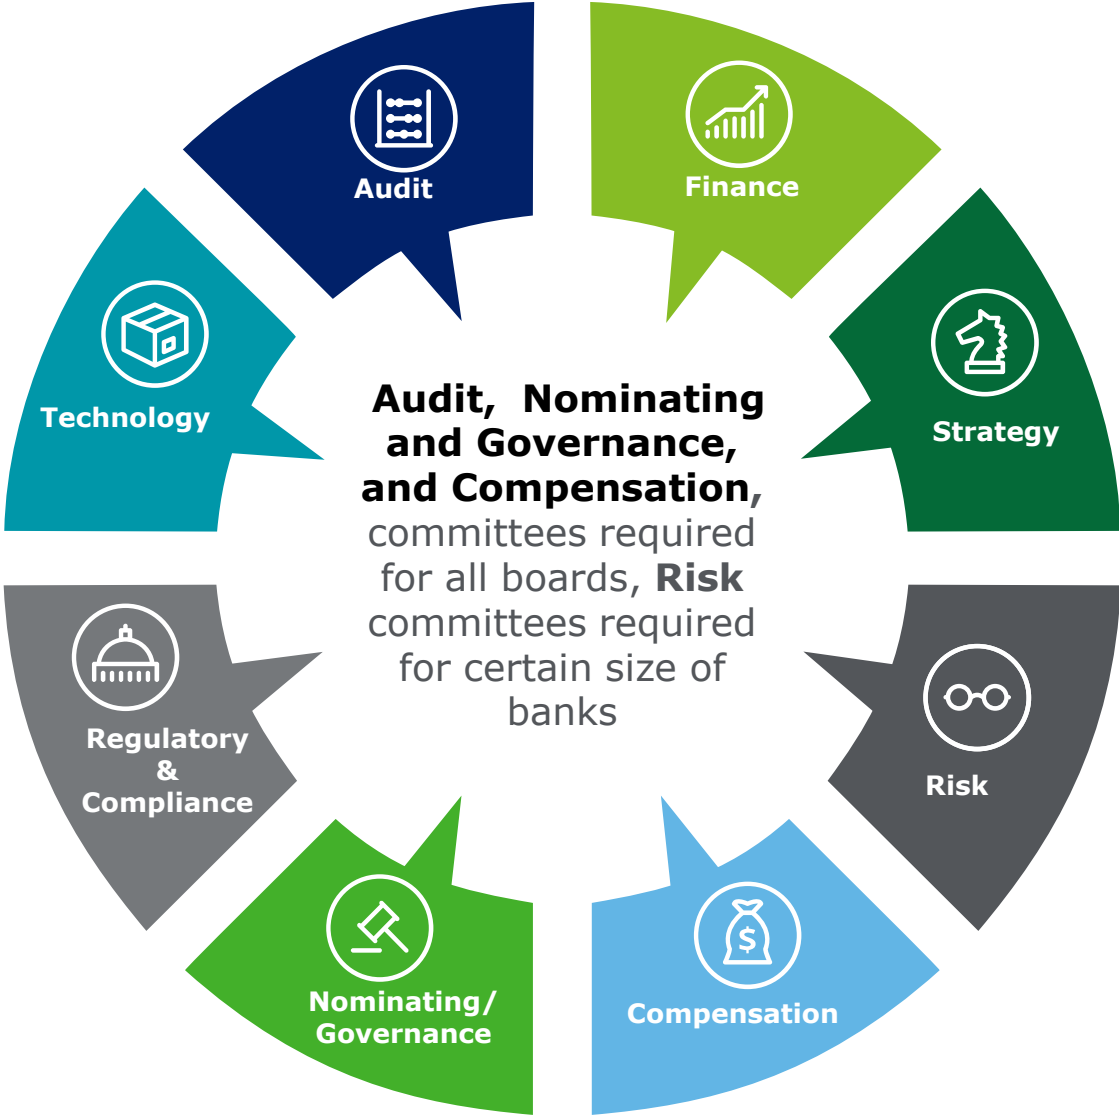 Audit
Finance
Technology
Strategy
Audit,  Nominating
and Governance,
and Compensation,
committees required
for all boards, Risk
committees required
for certain size of
banks
Regulatory
&
Compliance
Risk
Nominating/
Governance
Compensation
$